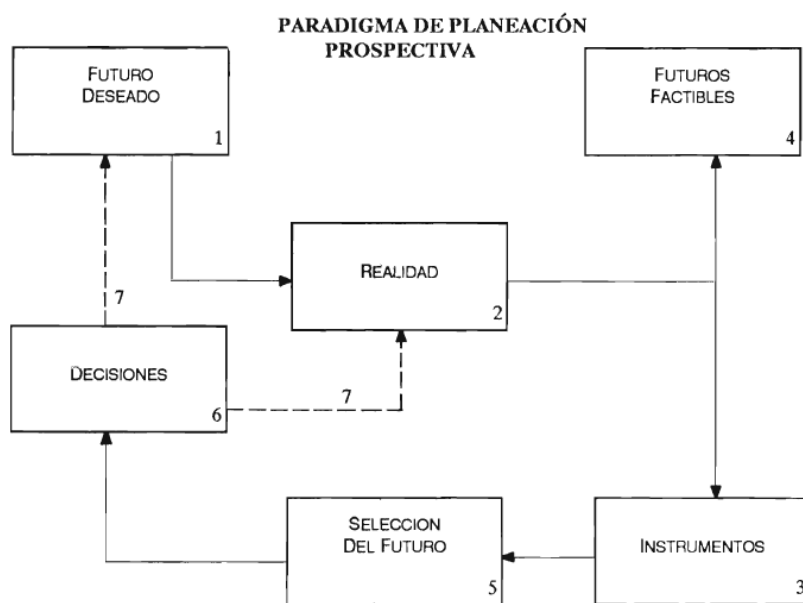 PARADIGMA DE PLANEACIÓN
PROSPECTIVA
FUTURO
DESEADO
1
FUTUROS
FACTIBLES
4
REALIDAD
2
7
DECISIONES
6
7
SELECCION
DEL FUTURO
5
INSTRUMENTOS
3